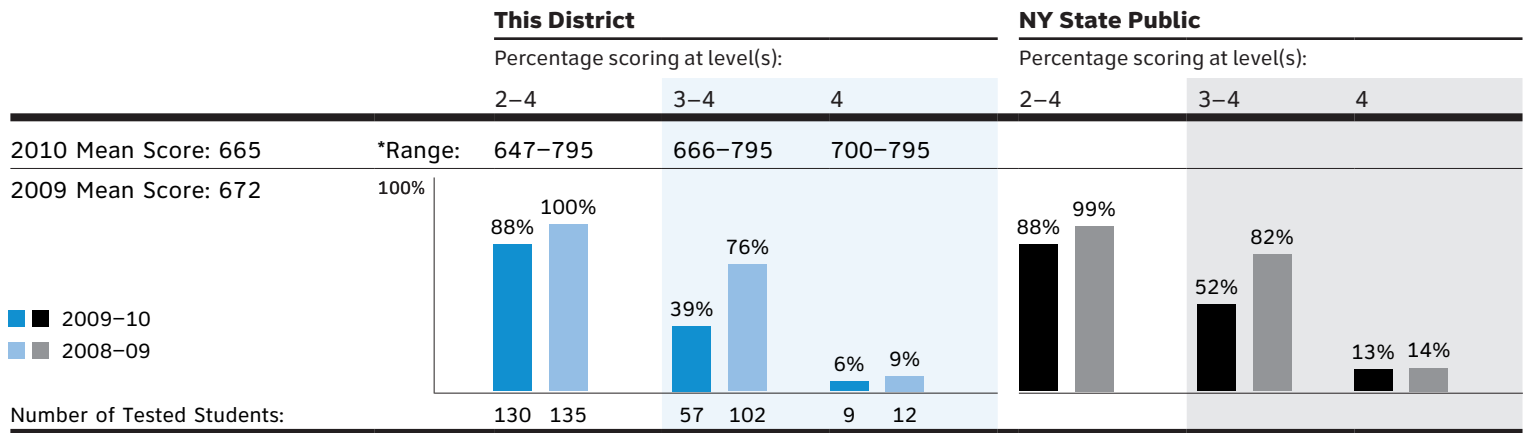 This District NY State Public
Percentage scoring at level(s): Percentage scoring at level(s):
2–4 3–4 4 2–4 3–4 4
2010 Mean Score: 665 *Range: 647–795 666–795 700–795
2009 Mean Score: 672 100%
100% 99%
88% 88%
76% 82%
39% 52%
6% 9% 13% 14%
2009–10
2008–09
Number of Tested Students: 130 135 57 102 9 12